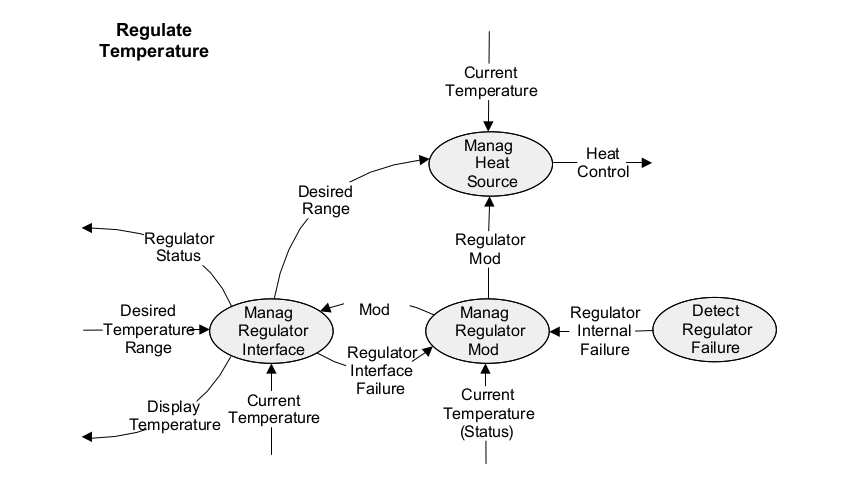 Regulate
Temperature
Current
Temperature
Manag
Heat
Source
Heat
Control
Desired
Range
Regulator
Status
Regulator
Mod
Desired
Temperature
Range
Manag
Regulator
Interface
Mod
Manag
Regulator
Mod
Regulator
Internal
Failure
Detect
Regulator
Failure
Regulator
Interface
Failure
Display
Temperature
Current
Temperature
Current
Temperature
(Status)